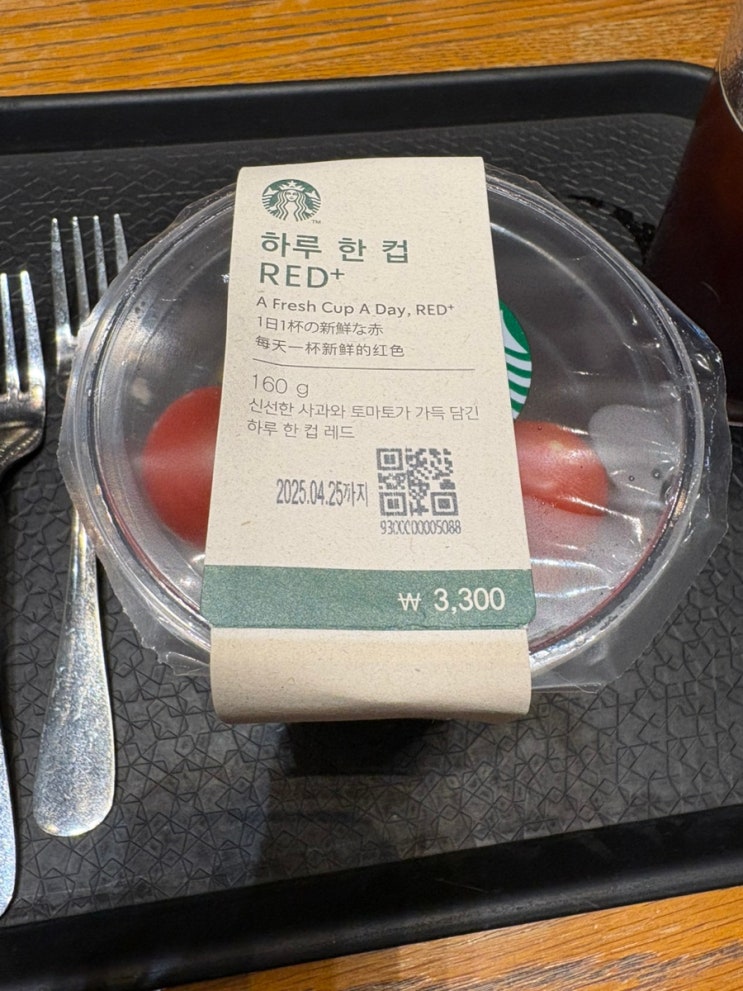 하루 한 컵
RED+
A Fresh Cup A Day, RED+
1日1杯の新鮮な赤
每天一杯新鲜的红色
160 g
신선한 사과와 토마토가 가득 담긴
하루 한 컵 레드
2025.04.25까지
9300C00005088
₩ 3,300